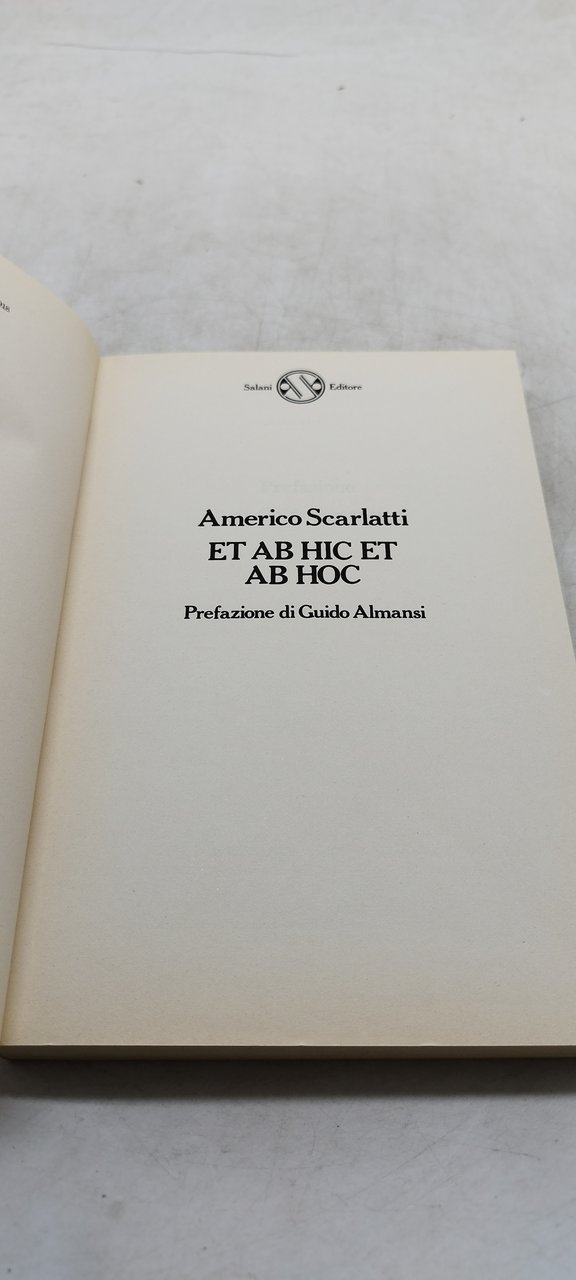 Salani Editore
Americo Scarlatti
ET AB HIC ET
AB HOC
Prefazione di Guido Almansi